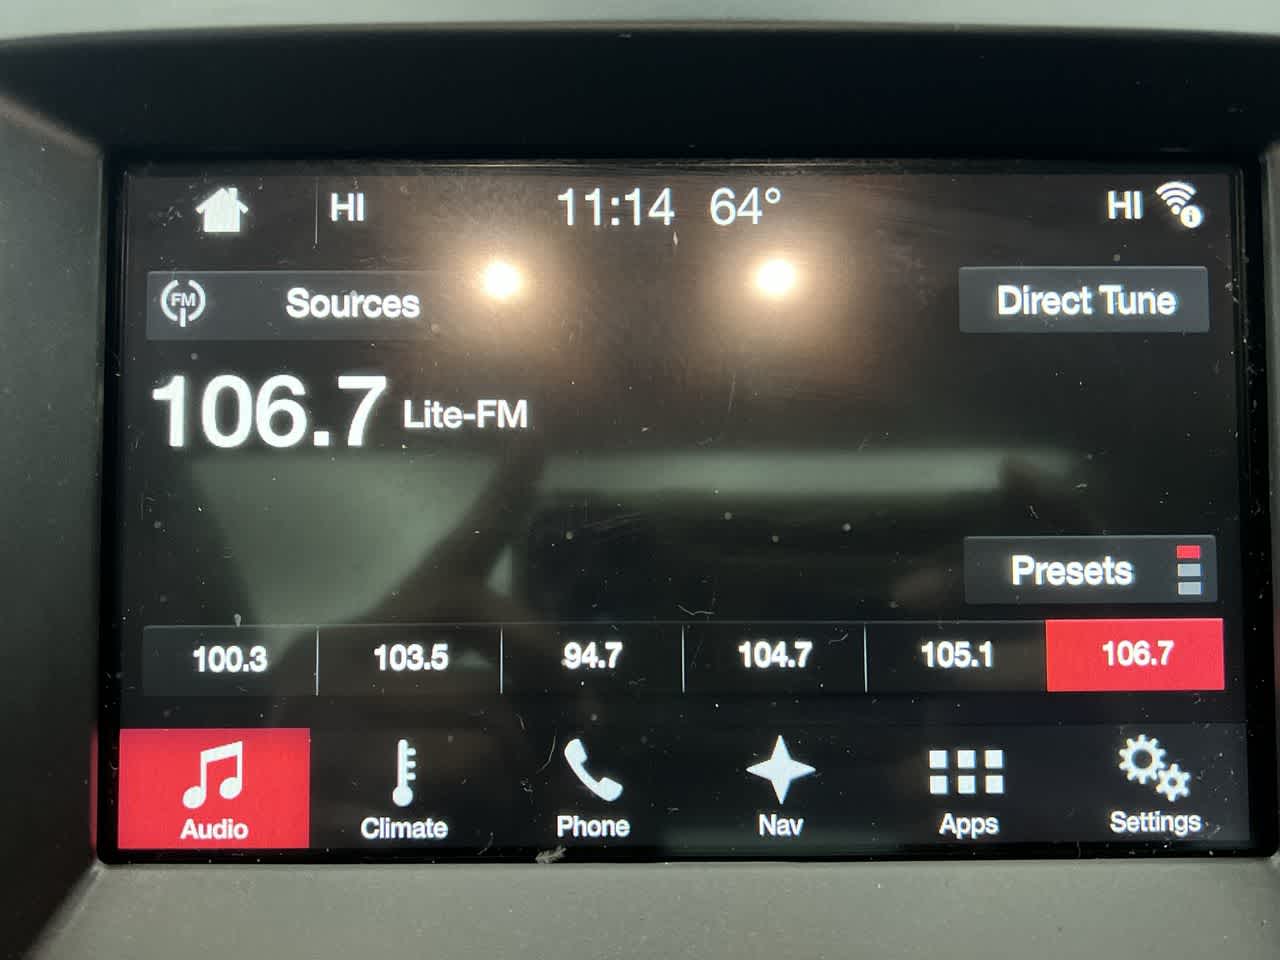 HI 11:14 64° HI
FM Sources Direct Tune
106.7 Lite-FM
Presets
100.3 103.5 94.7 104.7 105.1 106.7
Audio Climate Phone Nav Apps Settings